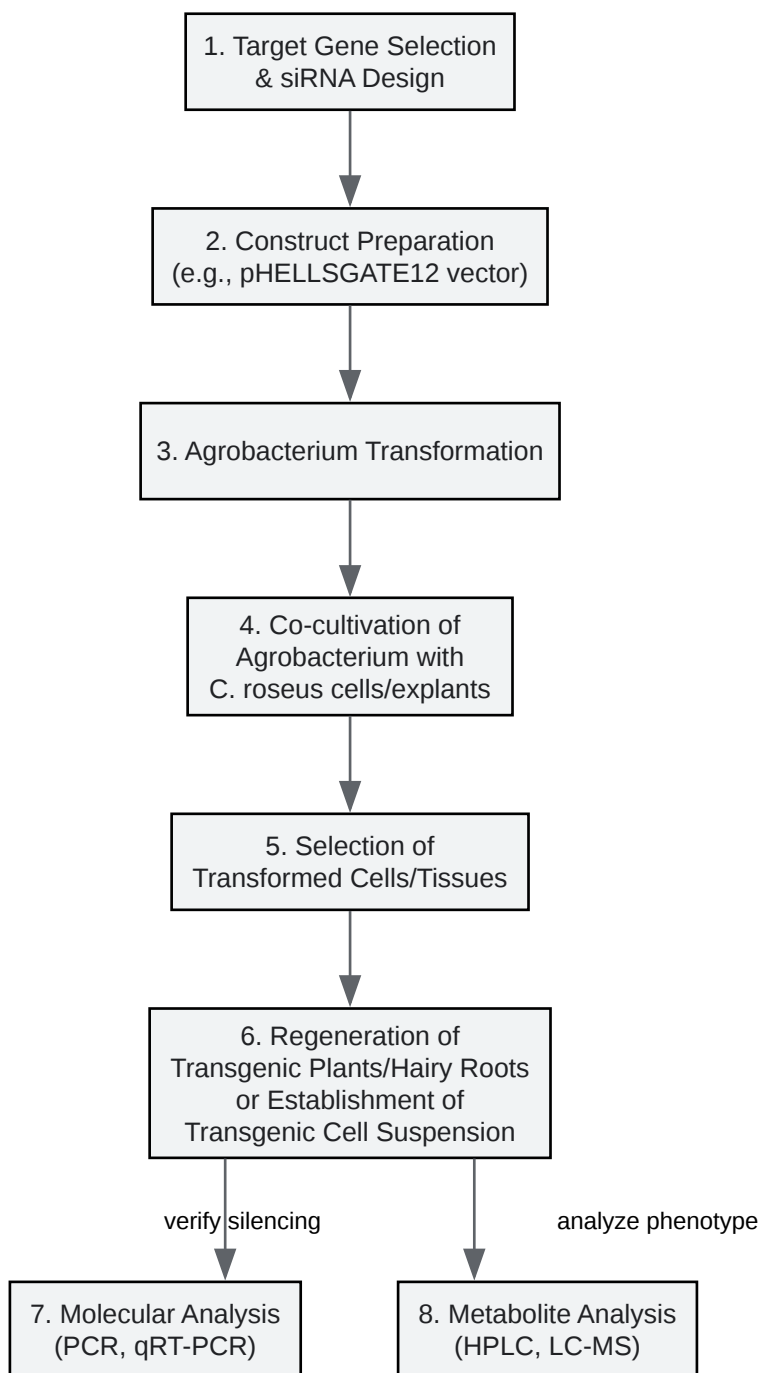 1. Target Gene Selection
& siRNA Design
2. Construct Preparation
(e.g., pHELLSGATE12 vector)
3. Agrobacterium Transformation
4. Co-cultivation of
Agrobacterium with
C. roseus cells/explants
5. Selection of
Transformed Cells/Tissues
6. Regeneration of
Transgenic Plants/Hairy Roots
or Establishment of
Transgenic Cell Suspension
verify silencing
analyze phenotype
7. Molecular Analysis
(PCR, qRT-PCR)
8. Metabolite Analysis
(HPLC, LC-MS)